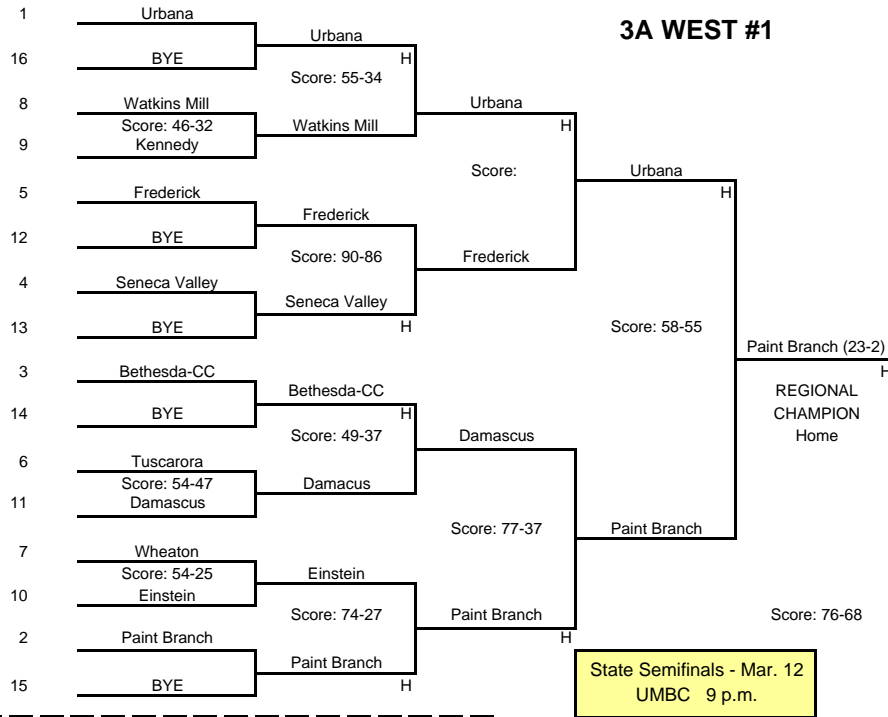 3A WEST #1
1 Urbana
Urbana
16 BYE
H
Score: 55-34
8 Watkins Mill
Urbana
Score: 46-32
Watkins Mill
H
9 Kennedy
Score:
Urbana
5 Frederick
H
Frederick
12 BYE
Score: 90-86
Frederick
4 Seneca Valley
Seneca Valley
13 BYE
H
Score: 58-55
Paint Branch (23-2)
3 Bethesda-CC
H
Bethesda-CC
REGIONAL
14 BYE
H
CHAMPION
Score: 49-37
Damascus
Home
6 Tuscarora
Score: 54-47
Damacus
11 Damascus
Score: 77-37
Paint Branch
7 Wheaton
Score: 54-25
Einstein
10 Einstein
Score: 74-27
Paint Branch
Score: 76-68
2 Paint Branch
H
Paint Branch
State Semifinals - Mar. 12
15 BYE
H
UMBC 9 p.m.